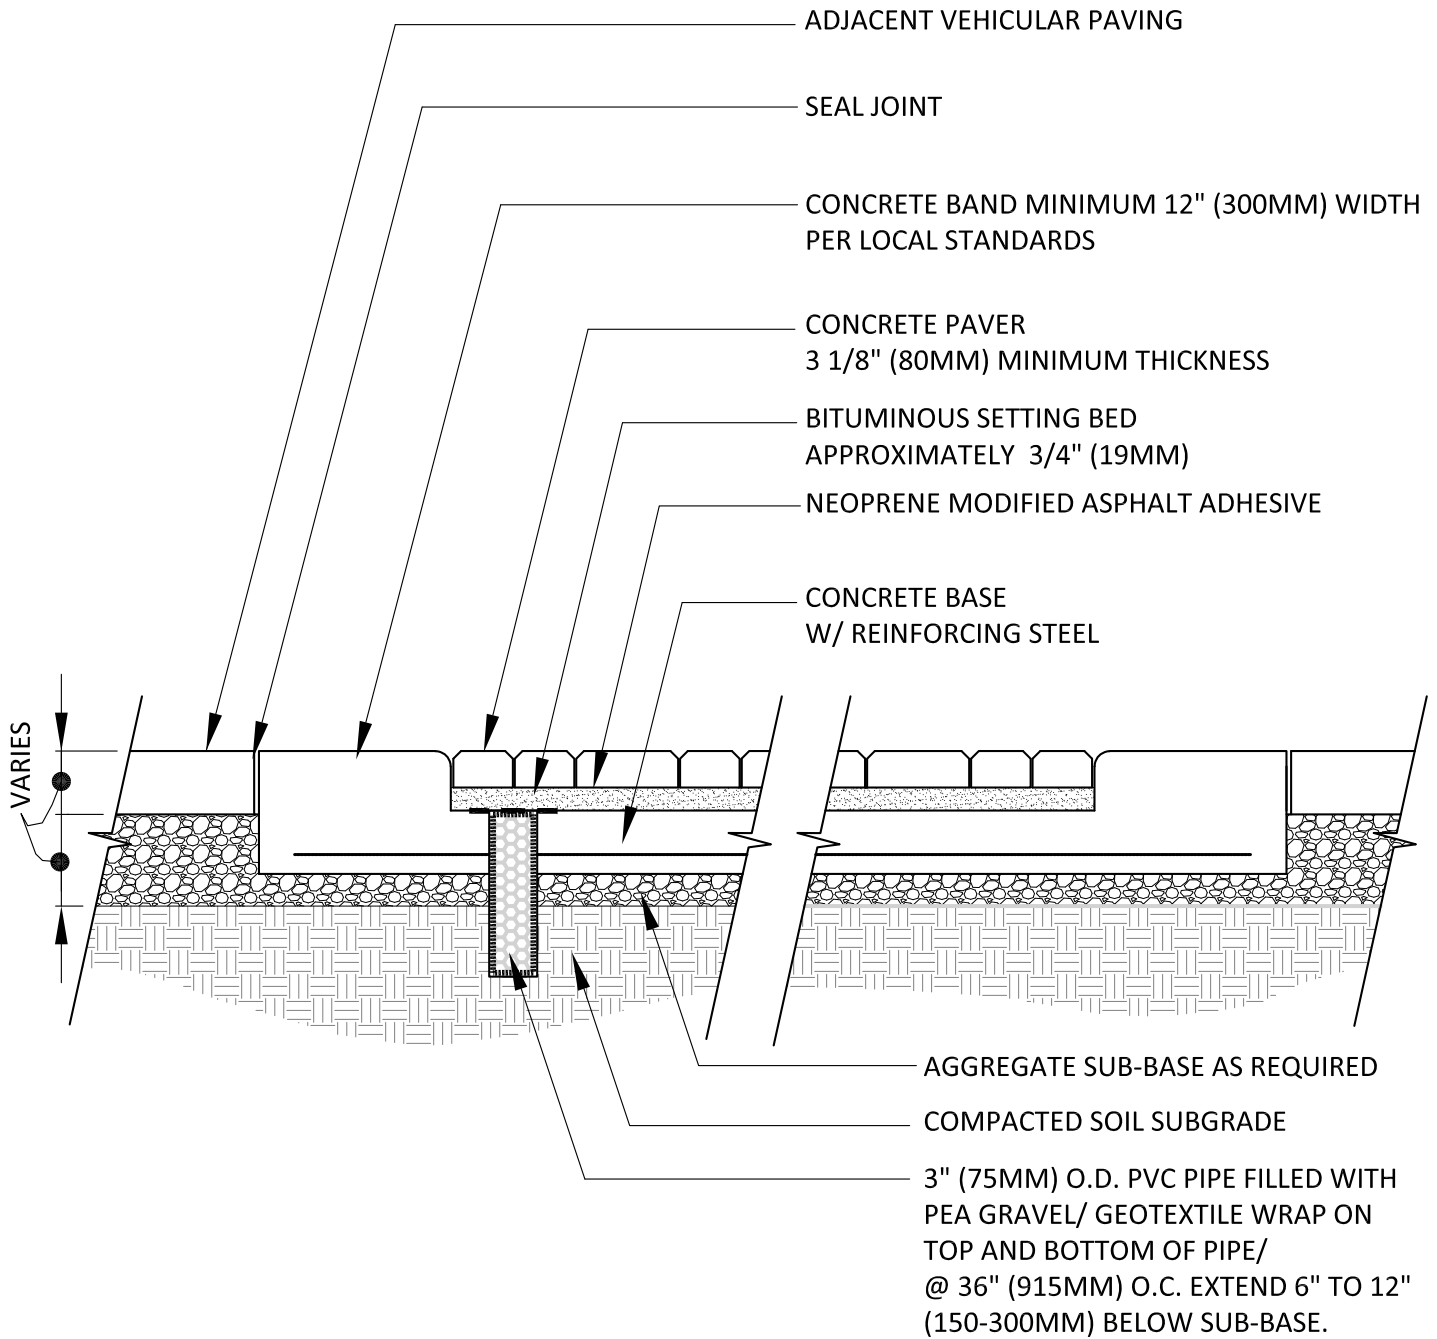 ADJACENT VEHICULAR PAVING
SEAL JOINT
CONCRETE BAND MINIMUM 12" (300MM) WIDTH
PER LOCAL STANDARDS
CONCRETE PAVER
3 1/8" (80MM) MINIMUM THICKNESS
BITUMINOUS SETTING BED
APPROXIMATELY 3/4" (19MM)
NEOPRENE MODIFIED ASPHALT ADHESIVE
CONCRETE BASE
W/ REINFORCING STEEL
VARIES
AGGREGATE SUB-BASE AS REQUIRED
COMPACTED SOIL SUBGRADE
3" (75MM) O.D. PVC PIPE FILLED WITH
PEA GRAVEL/ GEOTEXTILE WRAP ON
TOP AND BOTTOM OF PIPE/
@ 36" (915MM) O.C. EXTEND 6" TO 12"
(150-300MM) BELOW SUB-BASE.